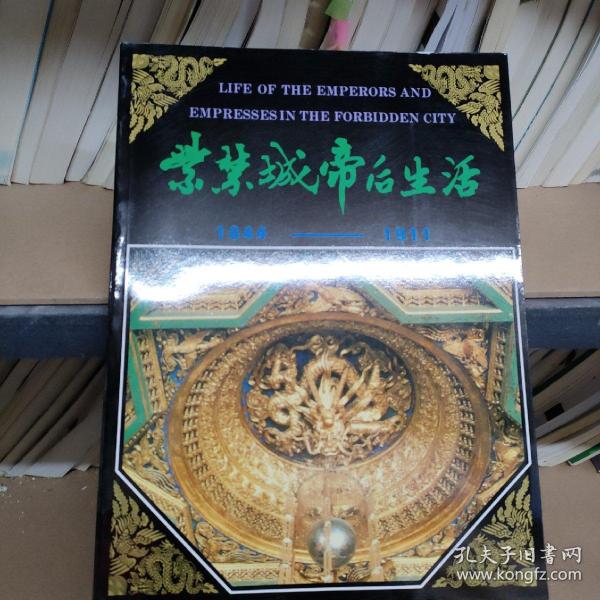 LIFE OF THE EMPERORS AND
EMPRESSES IN THE FORBIDDEN CITY
紫禁城帝后生活
1644 —— 1911
孔夫子旧书网
www.kongfz.com